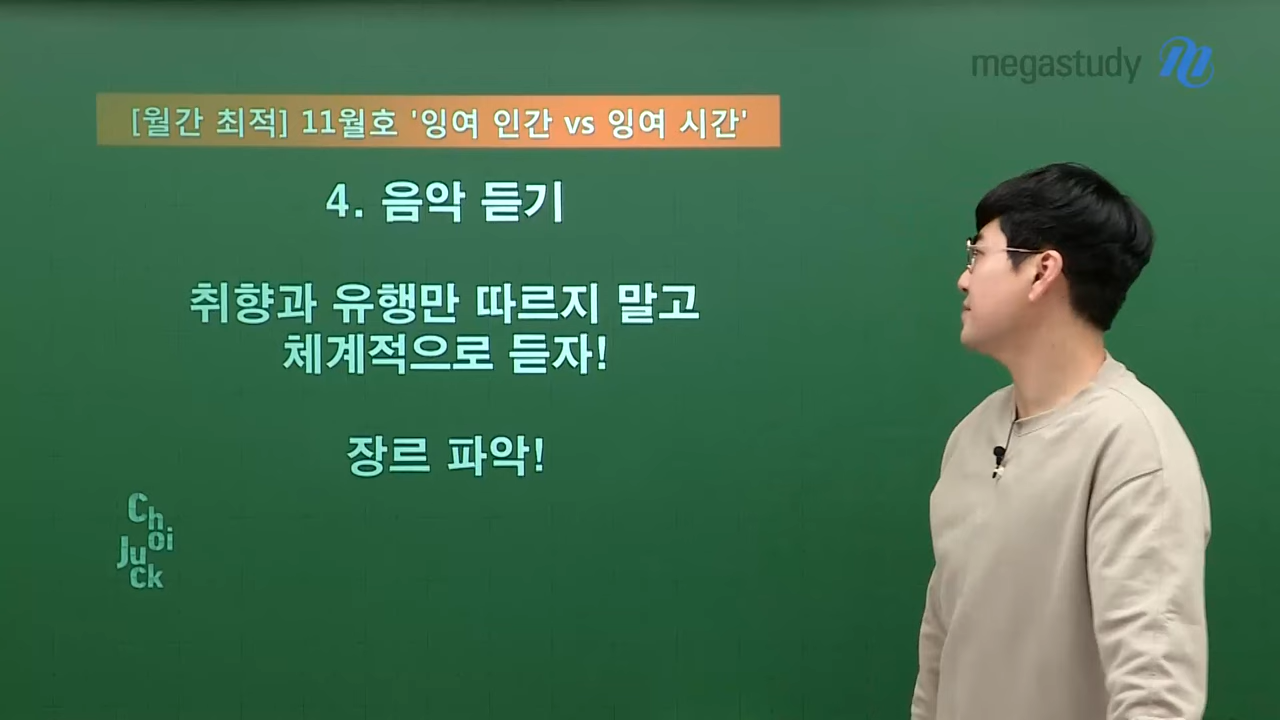 megastudy
[월간 최적] 11월호 '잉여 인간 vs 잉여 시간'
4. 음악 듣기
취향과 유행만 따르지 말고
체계적으로 듣자!
장르 파악!
Choi
Juck